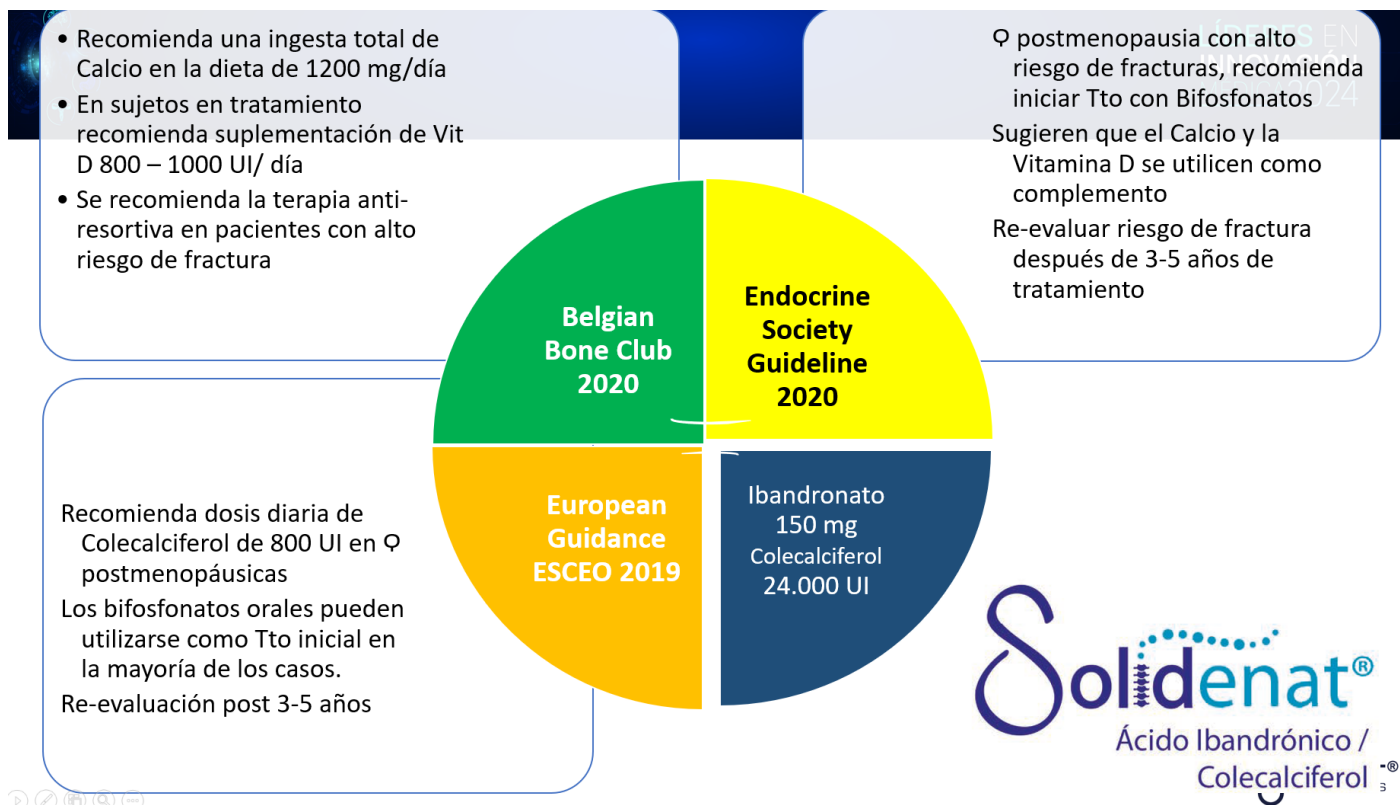 • Recomienda una ingesta total de
Calcio en la dieta de 1200 mg/día
• En sujetos en tratamiento
recomienda suplementación de Vit
D 800 – 1000 UI/ día
• Se recomienda la terapia anti-
resortiva en pacientes con alto
riesgo de fractura
LÍDERES EN
INNOVACIÓN
2024
♀ postmenopausia con alto
riesgo de fracturas, recomienda
iniciar Tto con Bifosfonatos
Sugieren que el Calcio y la
Vitamina D se utilicen como
complemento
Re-evaluar riesgo de fractura
después de 3-5 años de
tratamiento
Belgian
Bone Club
2020
Endocrine
Society
Guideline
2020
European
Guidance
ESCEO 2019
Ibandronato
150 mg
Colecalciferol
24.000 UI
Recomienda dosis diaria de
Colecalciferol de 800 UI en ♀
postmenopáusicas
Los bifosfonatos orales pueden
utilizarse como Tto inicial en
la mayoría de los casos.
Re-evaluación post 3-5 años
Solidenat®
Ácido Ibandrónico /
Colecalciferol